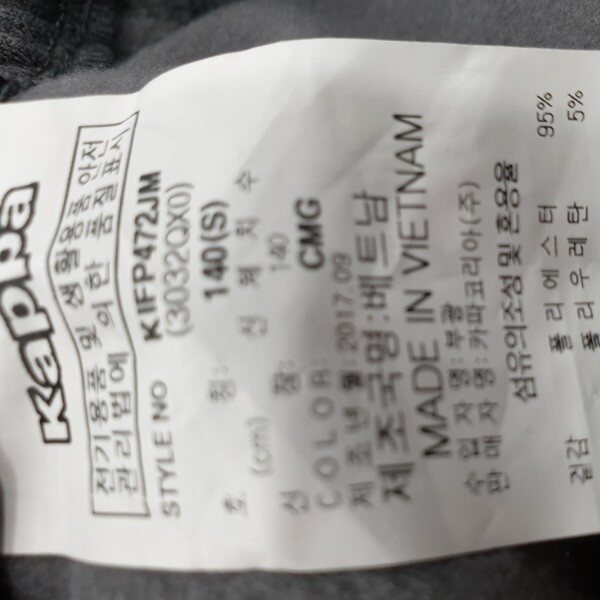 Kappa
전기용품 및 생활용품 안전
관리법에 의한 품질표시
STYLE NO KIFP472JM
(3032QX0)
호 칭: 140(S)
(cm) 신 체 치 수
신 장: 140
COLOR: CMG
제조년월: 2017.09
제조국명:베트남
MADE IN VIETNAM
수 입 자 명:부광
판 매 자 명:카파코리아(주)
섬유의조성 및 혼용율
폴 리 에 스 터 95%
겉감 폴 리 우 레 탄 5%